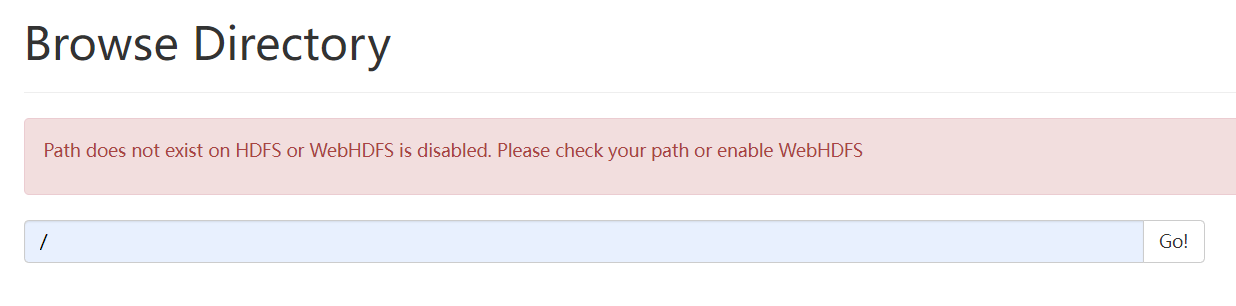 Browse Directory
Path does not exist on HDFS or WebHDFS is disabled. Please check your path or enable WebHDFS
/ Go!